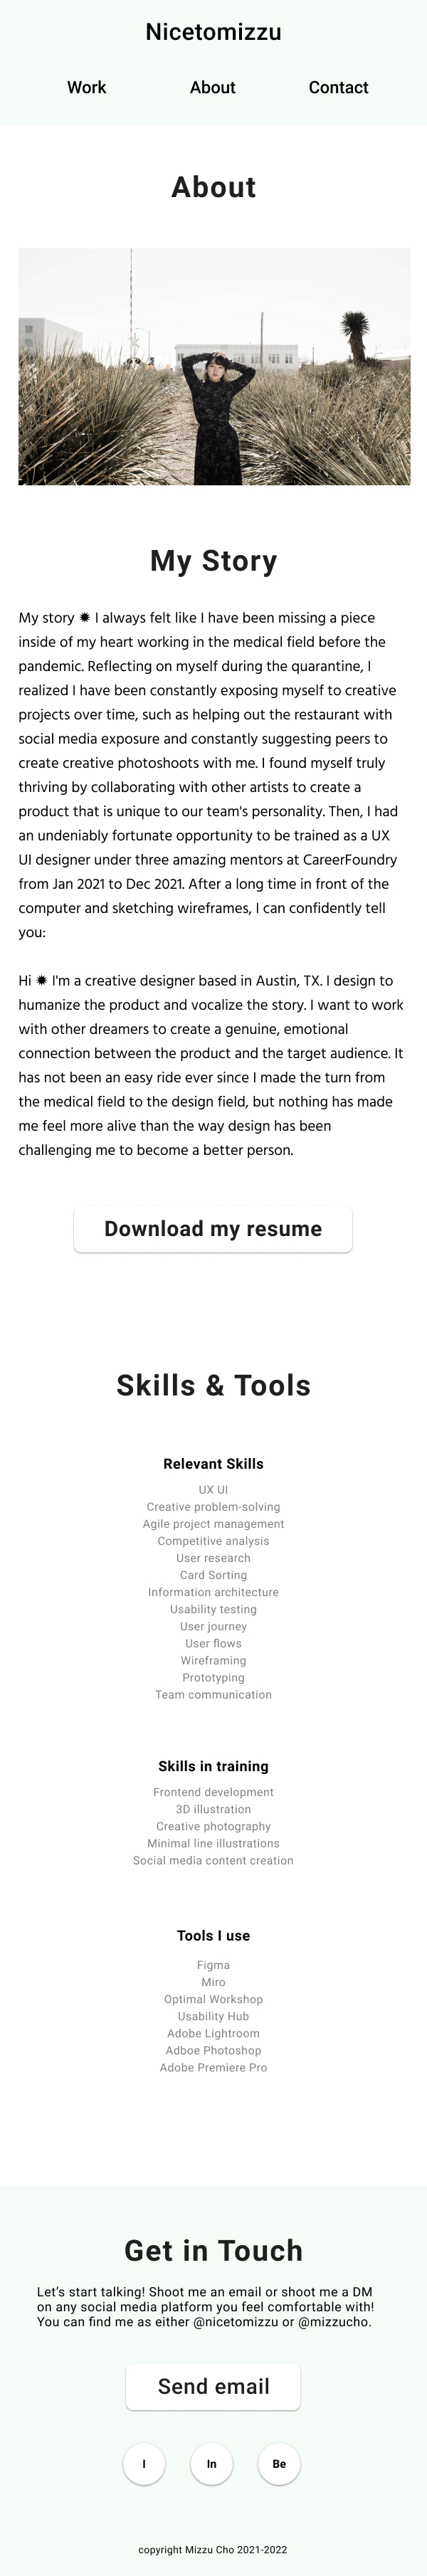 Nicetomizzu
Work About Contact
About
My Story
My story ✹ I always felt like I have been missing a piece
inside of my heart working in the medical field before the
pandemic. Reflecting on myself during the quarantine, I
realized I have been constantly exposing myself to creative
projects over time, such as helping out the restaurant with
social media exposure and constantly suggesting peers to
create creative photoshoots with me. I found myself truly
thriving by collaborating with other artists to create a
product that is unique to our team's personality. Then, I had
an undeniably fortunate opportunity to be trained as a UX
UI designer under three amazing mentors at CareerFoundry
from Jan 2021 to Dec 2021. After a long time in front of the
computer and sketching wireframes, I can confidently tell
you:
Hi ✹ I'm a creative designer based in Austin, TX. I design to
humanize the product and vocalize the story. I want to work
with other dreamers to create a genuine, emotional
connection between the product and the target audience. It
has not been an easy ride ever since I made the turn from
the medical field to the design field, but nothing has made
me feel more alive than the way design has been
challenging me to become a better person.
Download my resume
Skills & Tools
Relevant Skills
UX UI
Creative problem-solving
Agile project management
Competitive analysis
User research
Card Sorting
Information architecture
Usability testing
User journey
User flows
Wireframing
Prototyping
Team communication
Skills in training
Frontend development
3D illustration
Creative photography
Minimal line illustrations
Social media content creation
Tools I use
Figma
Miro
Optimal Workshop
Usability Hub
Adobe Lightroom
Adboe Photoshop
Adobe Premiere Pro
Get in Touch
Let’s start talking! Shoot me an email or shoot me a DM
on any social media platform you feel comfortable with!
You can find me as either @nicetomizzu or @mizzucho.
Send email
I In Be
copyright Mizzu Cho 2021-2022